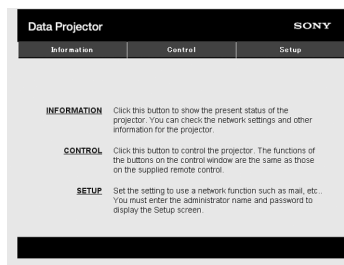 Data Projector SONY
Information Control Setup
INFORMATION Click this button to show the present status of the
projector. You can check the network settings and other
information for the projector.
CONTROL Click this button to control the projector. The functions of
the buttons on the control window are the same as those
on the supplied remote control.
SETUP Set the setting to use a network function such as mail, etc..
You must enter the administrator name and password to
display the Setup screen.